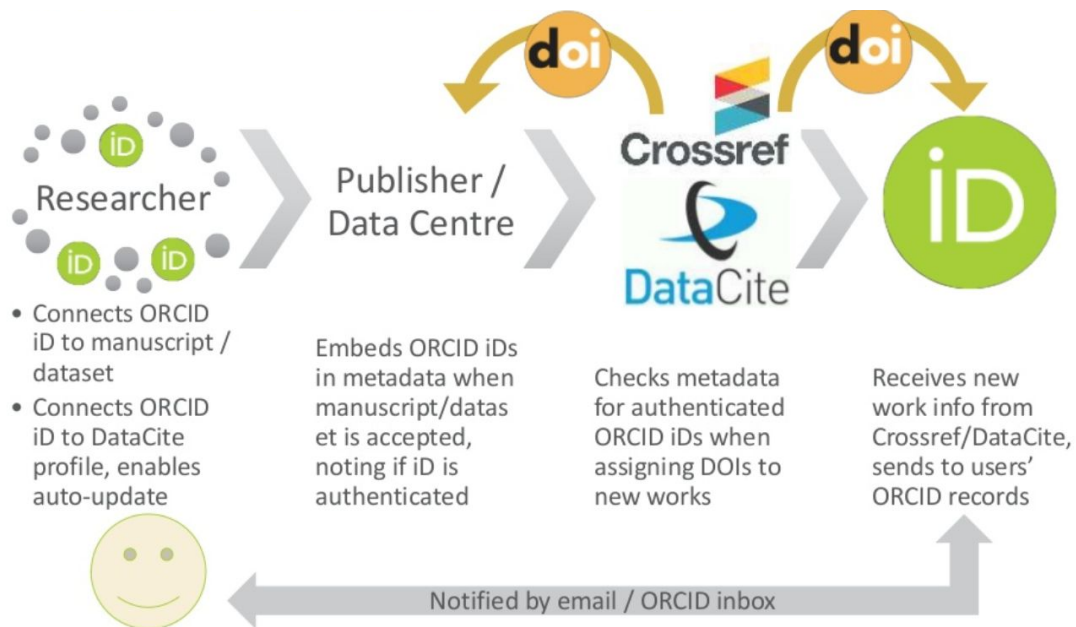 doi
doi
iD
Researcher
iD
iD
Publisher /
Data Centre
Crossref
DataCite
iD
• Connects ORCID
iD to manuscript /
dataset
• Connects ORCID
iD to DataCite
profile, enables
auto-update
Embeds ORCID iDs
in metadata when
manuscript/datas
et is accepted,
noting if iD is
authenticated
Checks metadata
for authenticated
ORCID iDs when
assigning DOIs to
new works
Receives new
work info from
Crossref/DataCite,
sends to users’
ORCID records
Notified by email / ORCID inbox